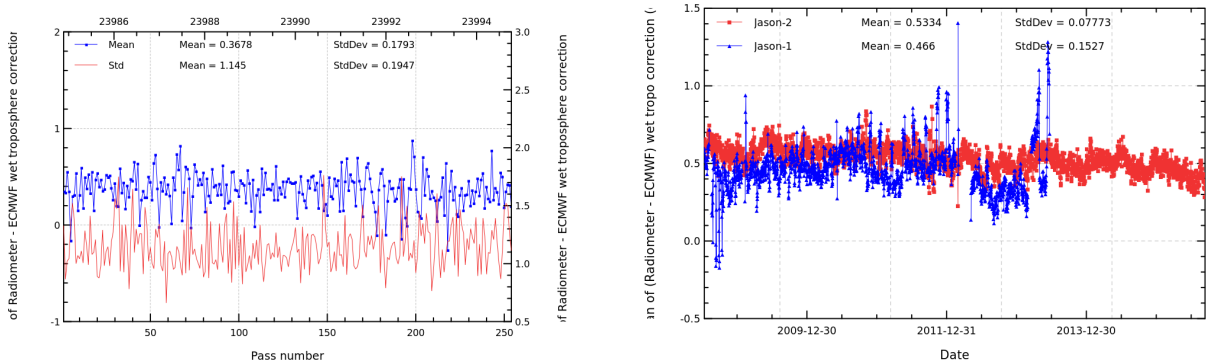 23986 23988 23990 23992 23994
of Radiometer - ECMWF wet troposphere correction
2
1
0
-1
Mean Mean = 0.3678 StdDev = 0.1793
Std Mean = 1.145 StdDev = 0.1947
3.0
2.5
2.0
1.5
1.0
0.5
of Radiometer - ECMWF wet troposphere correction
50 100 150 200 250
Pass number
an of (Radiometer - ECMWF) wet tropo correction (
1.5
1.0
0.5
0.0
-0.5
Jason-2 Mean = 0.5334 StdDev = 0.07773
Jason-1 Mean = 0.466 StdDev = 0.1527
2009-12-30 2011-12-31 2013-12-30
Date